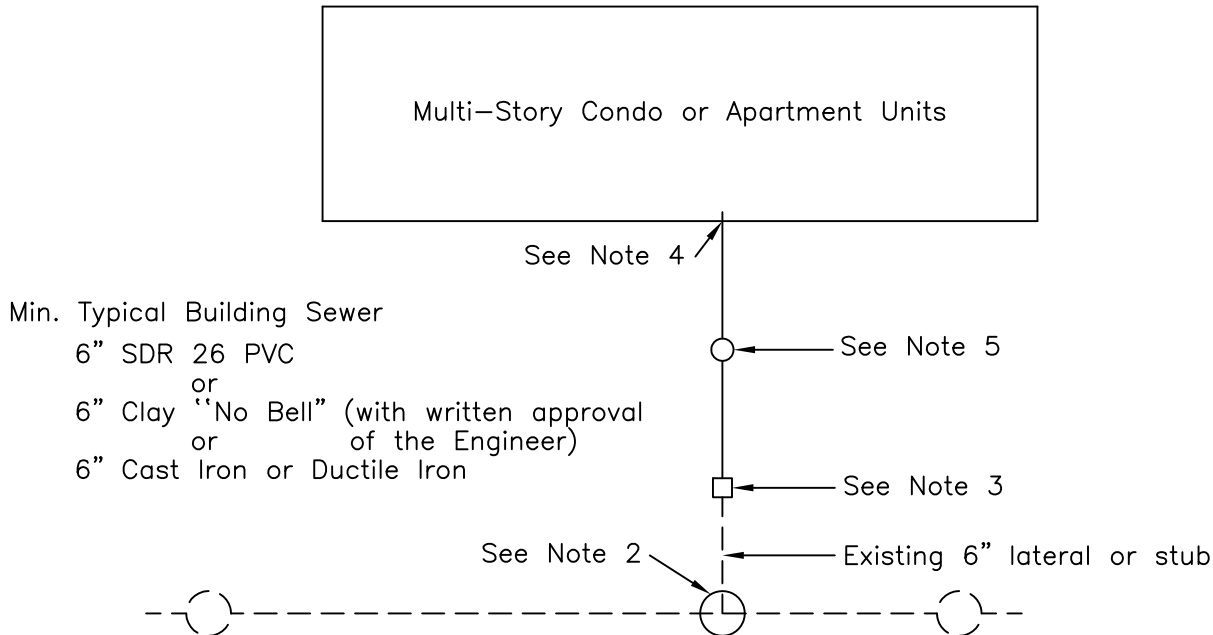 Multi-Story Condo or Apartment Units
See Note 4
Min. Typical Building Sewer
6" SDR 26 PVC
or
6" Clay "No Bell" (with written approval
or of the Engineer)
6" Cast Iron or Ductile Iron
See Note 5
See Note 3
See Note 2
Existing 6" lateral or stub